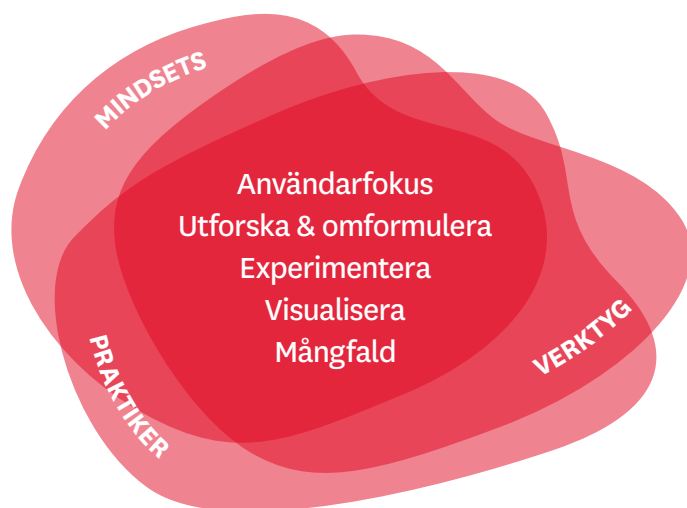 MINDSETS
Användarfokus
Utforska & omformulera
Experimentera
Visualisera
Mångfald
VERKTYG
PRAKTIKER